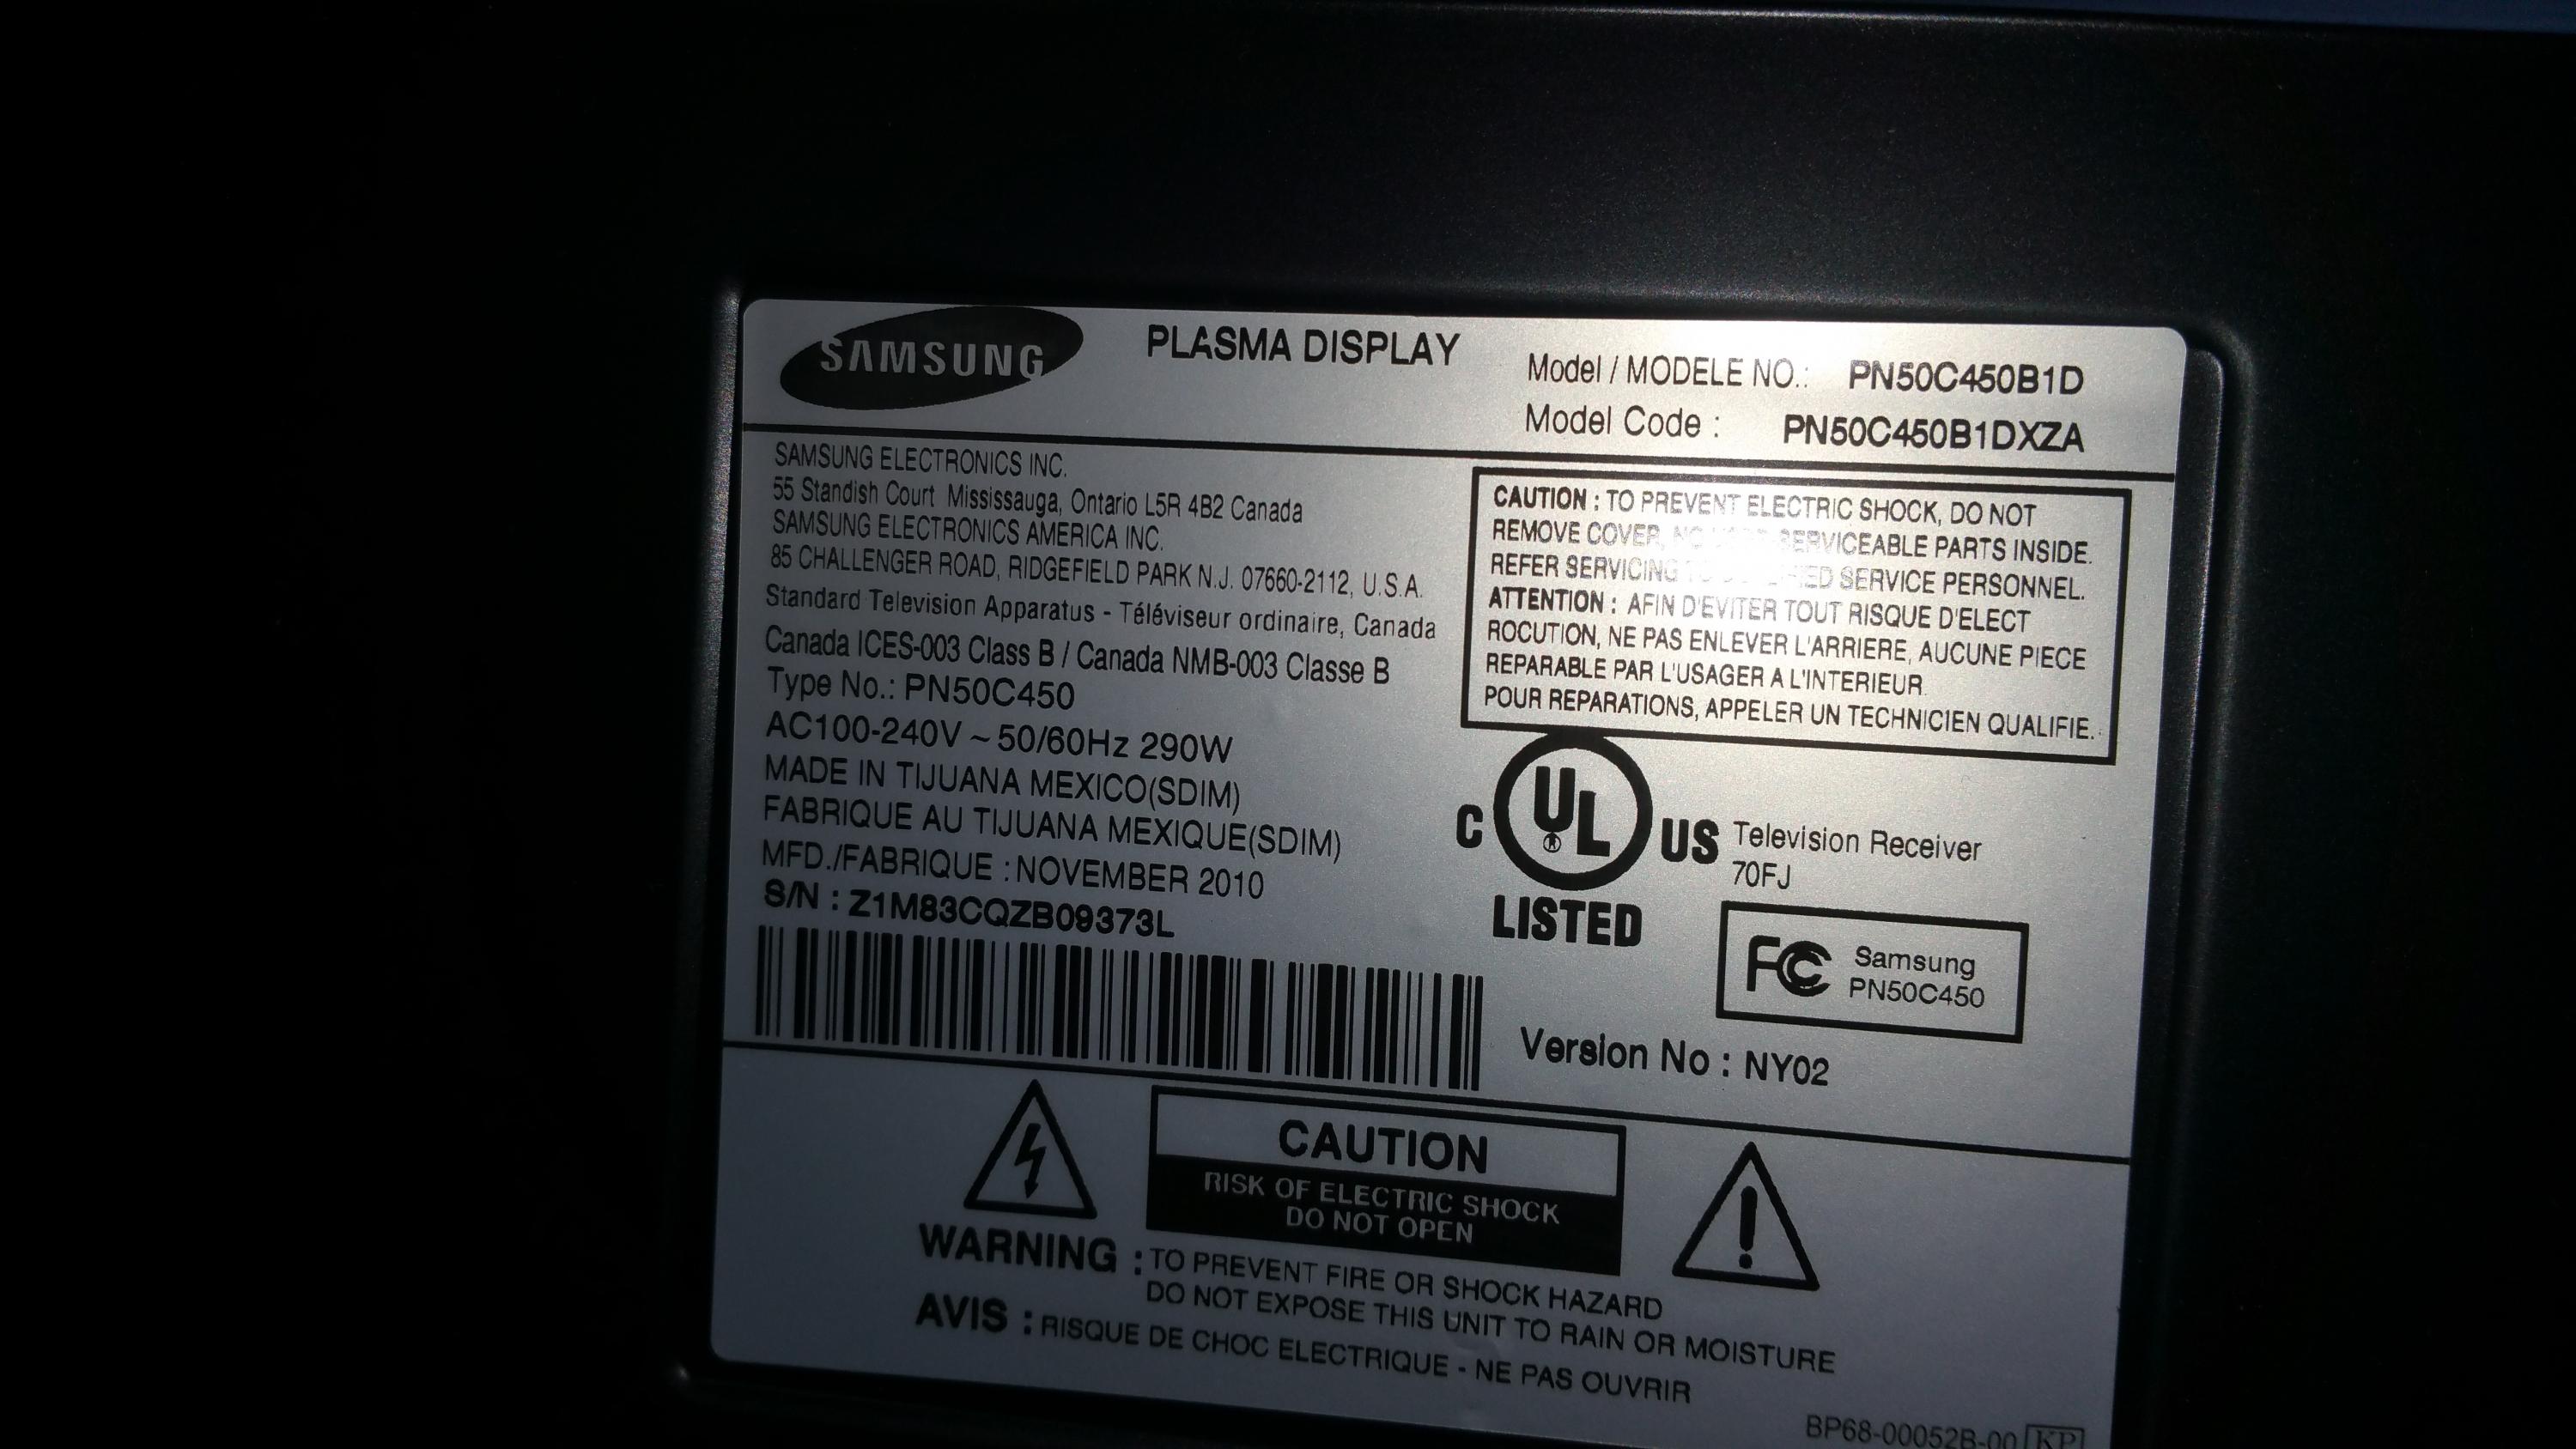 SAMSUNG
PLASMA DISPLAY
Model / MODELE NO.: PN50C450B1D
Model Code : PN50C450B1DXZA
SAMSUNG ELECTRONICS INC.
55 Standish Court Mississauga, Ontario L5R 4B2 Canada
SAMSUNG ELECTRONICS AMERICA INC.
85 CHALLENGER ROAD, RIDGEFIELD PARK N.J. 07660-2112, U.S.A.
Standard Television Apparatus - Téléviseur ordinaire, Canada
Canada ICES-003 Class B / Canada NMB-003 Classe B
Type No.: PN50C450
AC100-240V ~ 50/60Hz 290W
MADE IN TIJUANA MEXICO(SDIM)
FABRIQUE AU TIJUANA MEXIQUE(SDIM)
MFD./FABRIQUE : NOVEMBER 2010
S/N : Z1M83CQZB09373L
CAUTION : TO PREVENT ELECTRIC SHOCK, DO NOT
REMOVE COVER, SERVICEABLE PARTS INSIDE.
REFER SERVICING SERVICE PERSONNEL.
ATTENTION : AFIN D'EVITER TOUT RISQUE D'ELECT
ROCUTION, NE PAS ENLEVER L'ARRIERE, AUCUNE PIECE
REPARABLE PAR L'USAGER A L'INTERIEUR.
POUR REPARATIONS, APPELER UN TECHNICIEN QUALIFIE.
C UL US
LISTED
Television Receiver
70FJ
FC Samsung
PN50C450
Version No : NY02
CAUTION
RISK OF ELECTRIC SHOCK
DO NOT OPEN
WARNING : TO PREVENT FIRE OR SHOCK HAZARD
DO NOT EXPOSE THIS UNIT TO RAIN OR MOISTURE
AVIS : RISQUE DE CHOC ELECTRIQUE - NE PAS OUVRIR
BP68-00052B-00 KP